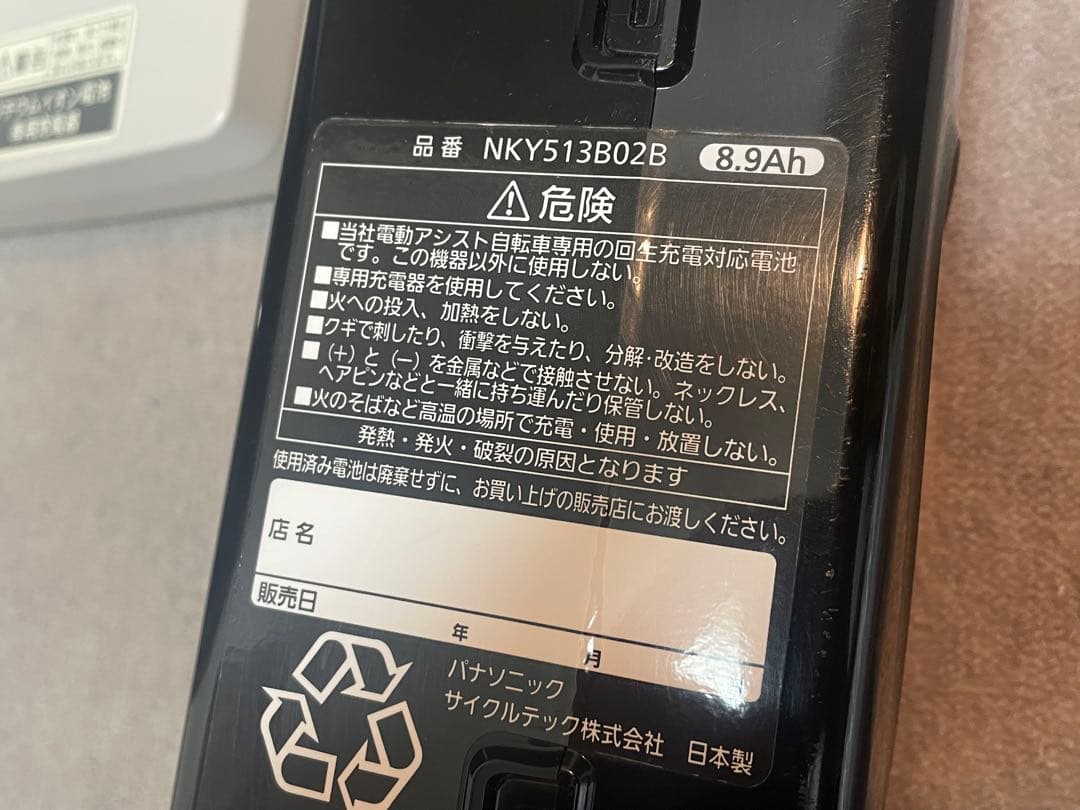 品番 NKY513B02B 8.9Ah
⚠危険
■当社電動アシスト自転車専用の回生充電対応電池
です。この機器以外に使用しない。
■専用充電器を使用してください。
■火への投入、加熱をしない。
■クギで刺したり、衝撃を与えたり、分解・改造をしない。
■(+)と(−)を金属などで接触させない。ネックレス、
ヘアピンなどと一緒に持ち運んだり保管しない。
■火のそばなど高温の場所で充電・使用・放置しない。
発熱・発火・破裂の原因となります
使用済み電池は廃棄せずに、お買い上げの販売店にお渡しください。
店名
販売日
年 月
パナソニック
サイクルテック株式会社 日本製
チウムイオン電池